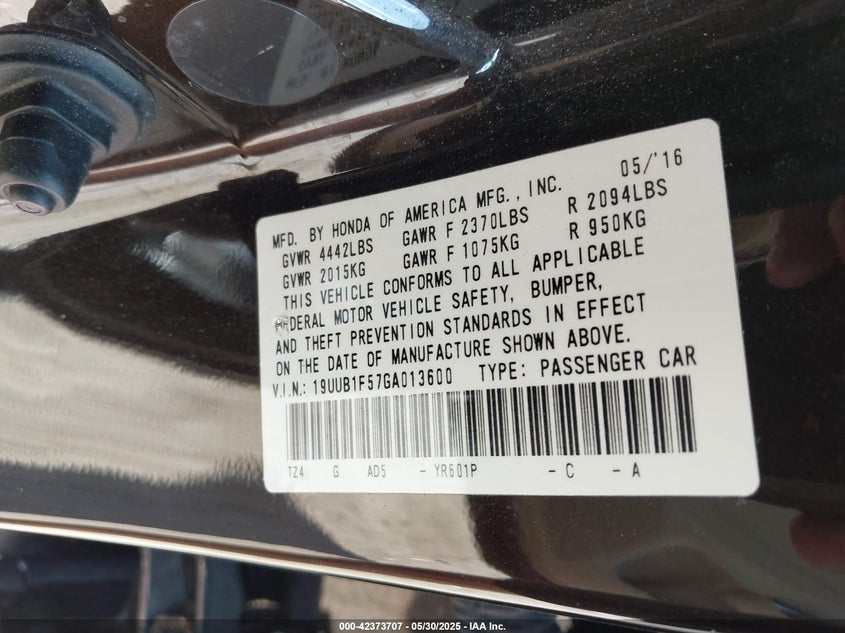 05/'16
MFD. BY HONDA OF AMERICA MFG., INC.
GVWR 4442LBS GAWR F 2370LBS R 2094LBS
GVWR 2015KG GAWR F 1075KG R 950KG
THIS VEHICLE CONFORMS TO ALL APPLICABLE
FEDERAL MOTOR VEHICLE SAFETY, BUMPER,
AND THEFT PREVENTION STANDARDS IN EFFECT
ON THE DATE OF MANUFACTURE SHOWN ABOVE.
V.I.N.: 19UUB1F57GA013600 TYPE: PASSENGER CAR
TZ4 G AD5 - YR601P - C - A
000-42373707 - 05/30/2025 - IAA Inc.